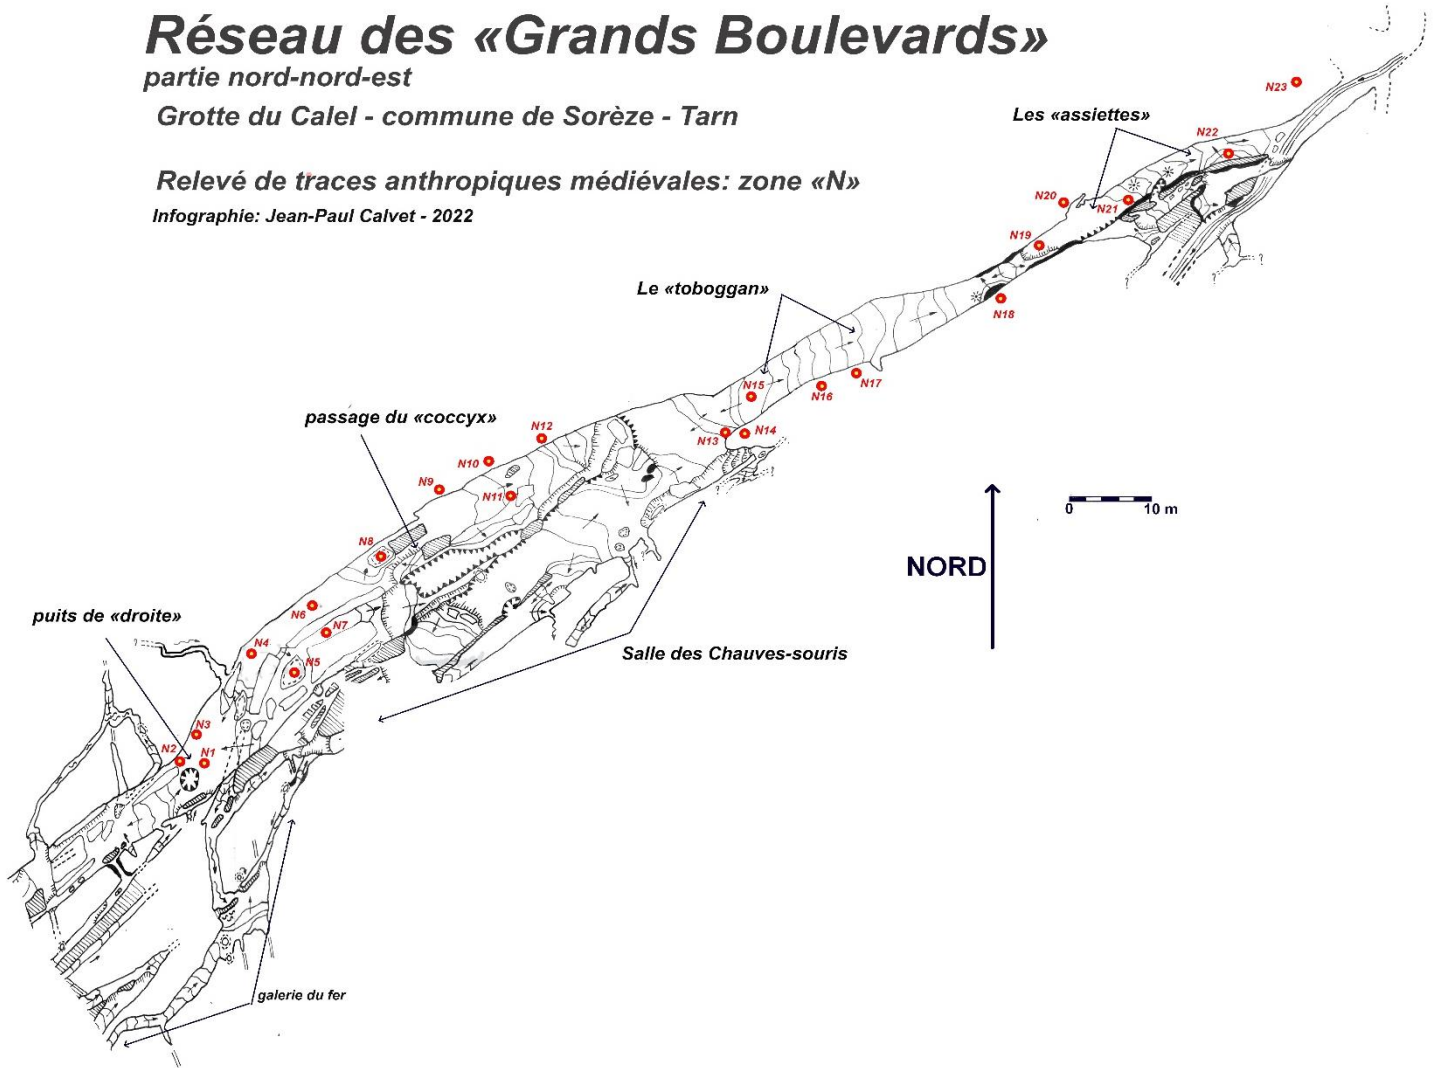 Réseau des «Grands Boulevards»
partie nord-nord-est
Grotte du Calel - commune de Sorèze - Tarn
Relevé de traces anthropiques médiévales: zone «N»
Infographie: Jean-Paul Calvet - 2022
N23
Les «assiettes»
N22
N20
N21
N19
Le «toboggan»
N18
N15
N17
N16
passage du «coccyx»
N12
N13
N14
N10
N9
N11
0 10 m
N8
NORD
puits de «droite»
N6
N7
N4
Salle des Chauves-souris
N5
N3
N2
N1
galerie du fer